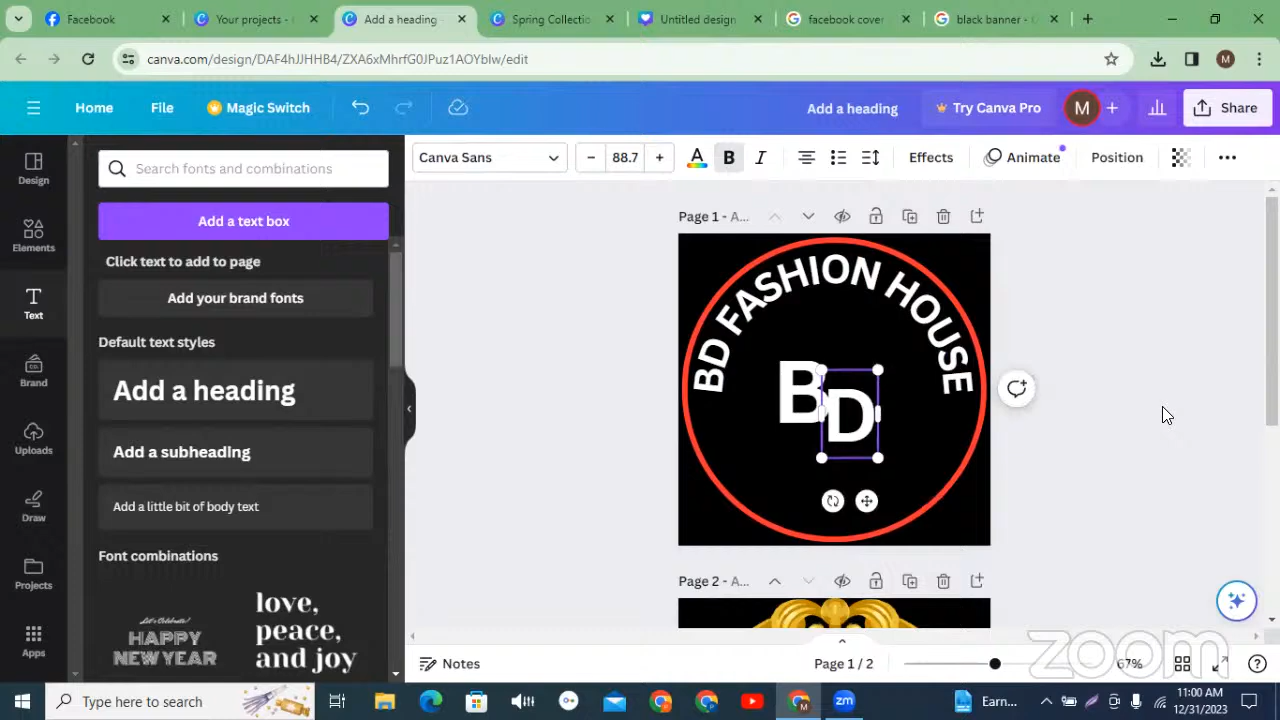 Facebook
Your projects -
Add a heading -
Spring Collectio
Untitled design
facebook cover
black banner -
canva.com/design/DAF4hJJHHB4/ZXA6xMhrfG0JPuz1AOYblw/edit
M
Home
File
Magic Switch
Add a heading
Try Canva Pro
M
Share
Search fonts and combinations
Canva Sans
88.7
A
B
I
Effects
Animate
Position
Design
Elements
Text
Brand
Uploads
Draw
Projects
Apps
Add a text box
Click text to add to page
Add your brand fonts
Default text styles
Add a heading
Add a subheading
Add a little bit of body text
Font combinations
Let's Celebrate!
HAPPY
NEW YEAR
love,
peace,
and joy
Page 1 - A...
BD FASHION HOUSE
B
D
Page 2 - A...
Notes
Page 1 / 2
67%
zoom
Type here to search
zm
Earn...
11:00 AM
12/31/2023